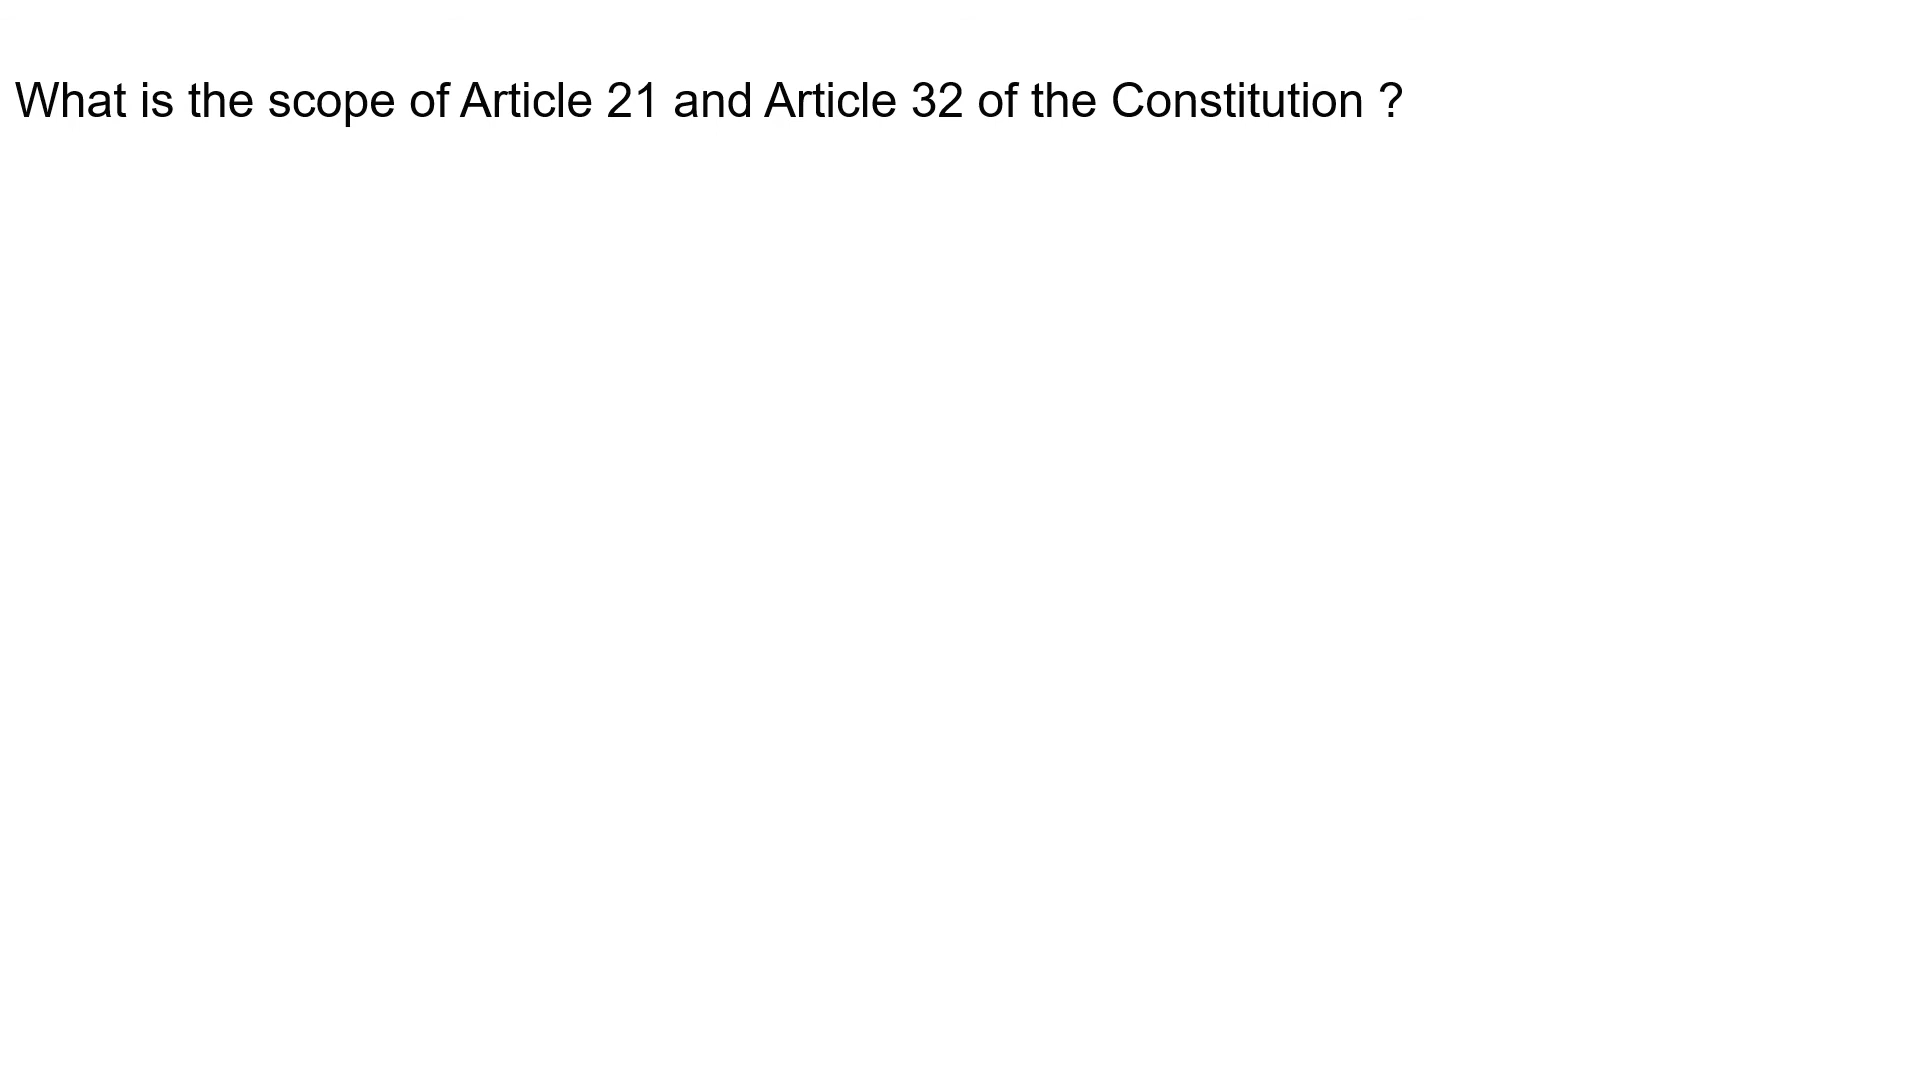 What is the scope of Article 21 and Article 32 of the Constitution ?